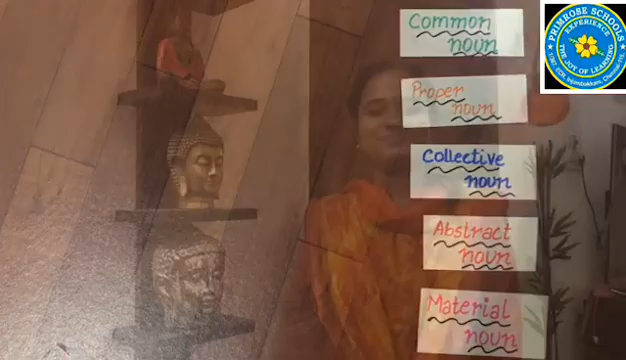 Common
noun
Proper
noun
Collective
noun
Abstract
noun
Material
noun
PRIMROSE SCHOOLS
EXPERIENCE
THE JOY OF LEARNING